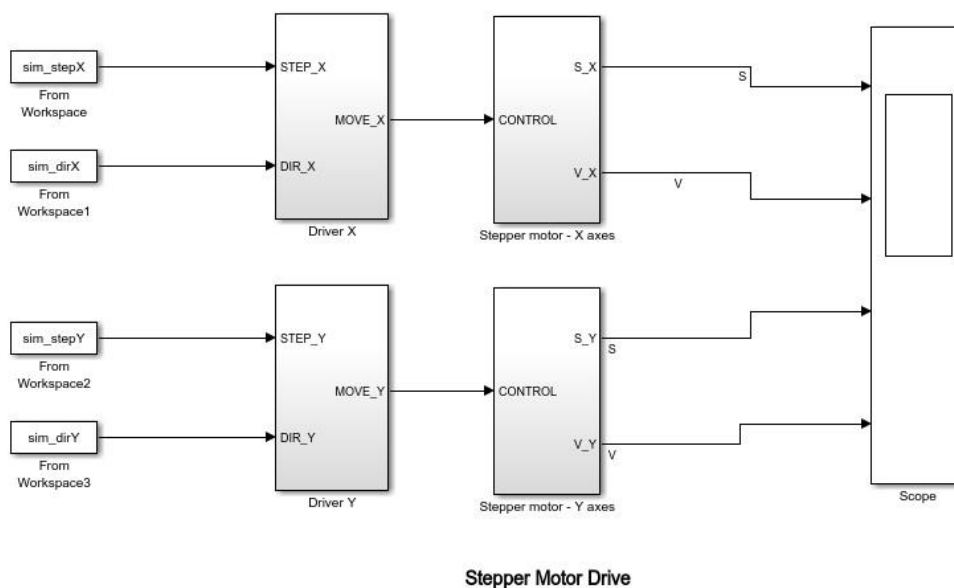 sim_stepX
From
Workspace
sim_dirX
From
Workspace1
STEP_X
MOVE_X
DIR_X
Driver X
CONTROL
S_X
V_X
Stepper motor - X axes
S
V
sim_stepY
From
Workspace2
sim_dirY
From
Workspace3
STEP_Y
MOVE_Y
DIR_Y
Driver Y
CONTROL
S_Y
V_Y
Stepper motor - Y axes
S
V
Scope
Stepper Motor Drive